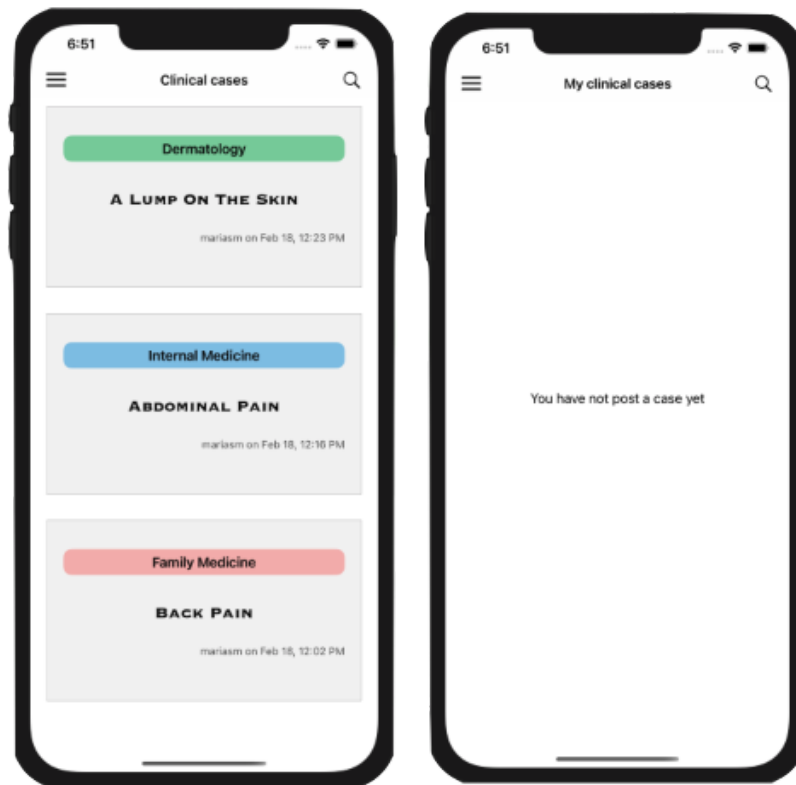 6:51
Clinical cases
Dermatology
A Lump On The Skin
mariasm on Feb 18, 12:23 PM
Internal Medicine
Abdominal Pain
mariasm on Feb 18, 12:16 PM
Family Medicine
Back Pain
mariasm on Feb 18, 12:02 PM
6:51
My clinical cases
You have not post a case yet